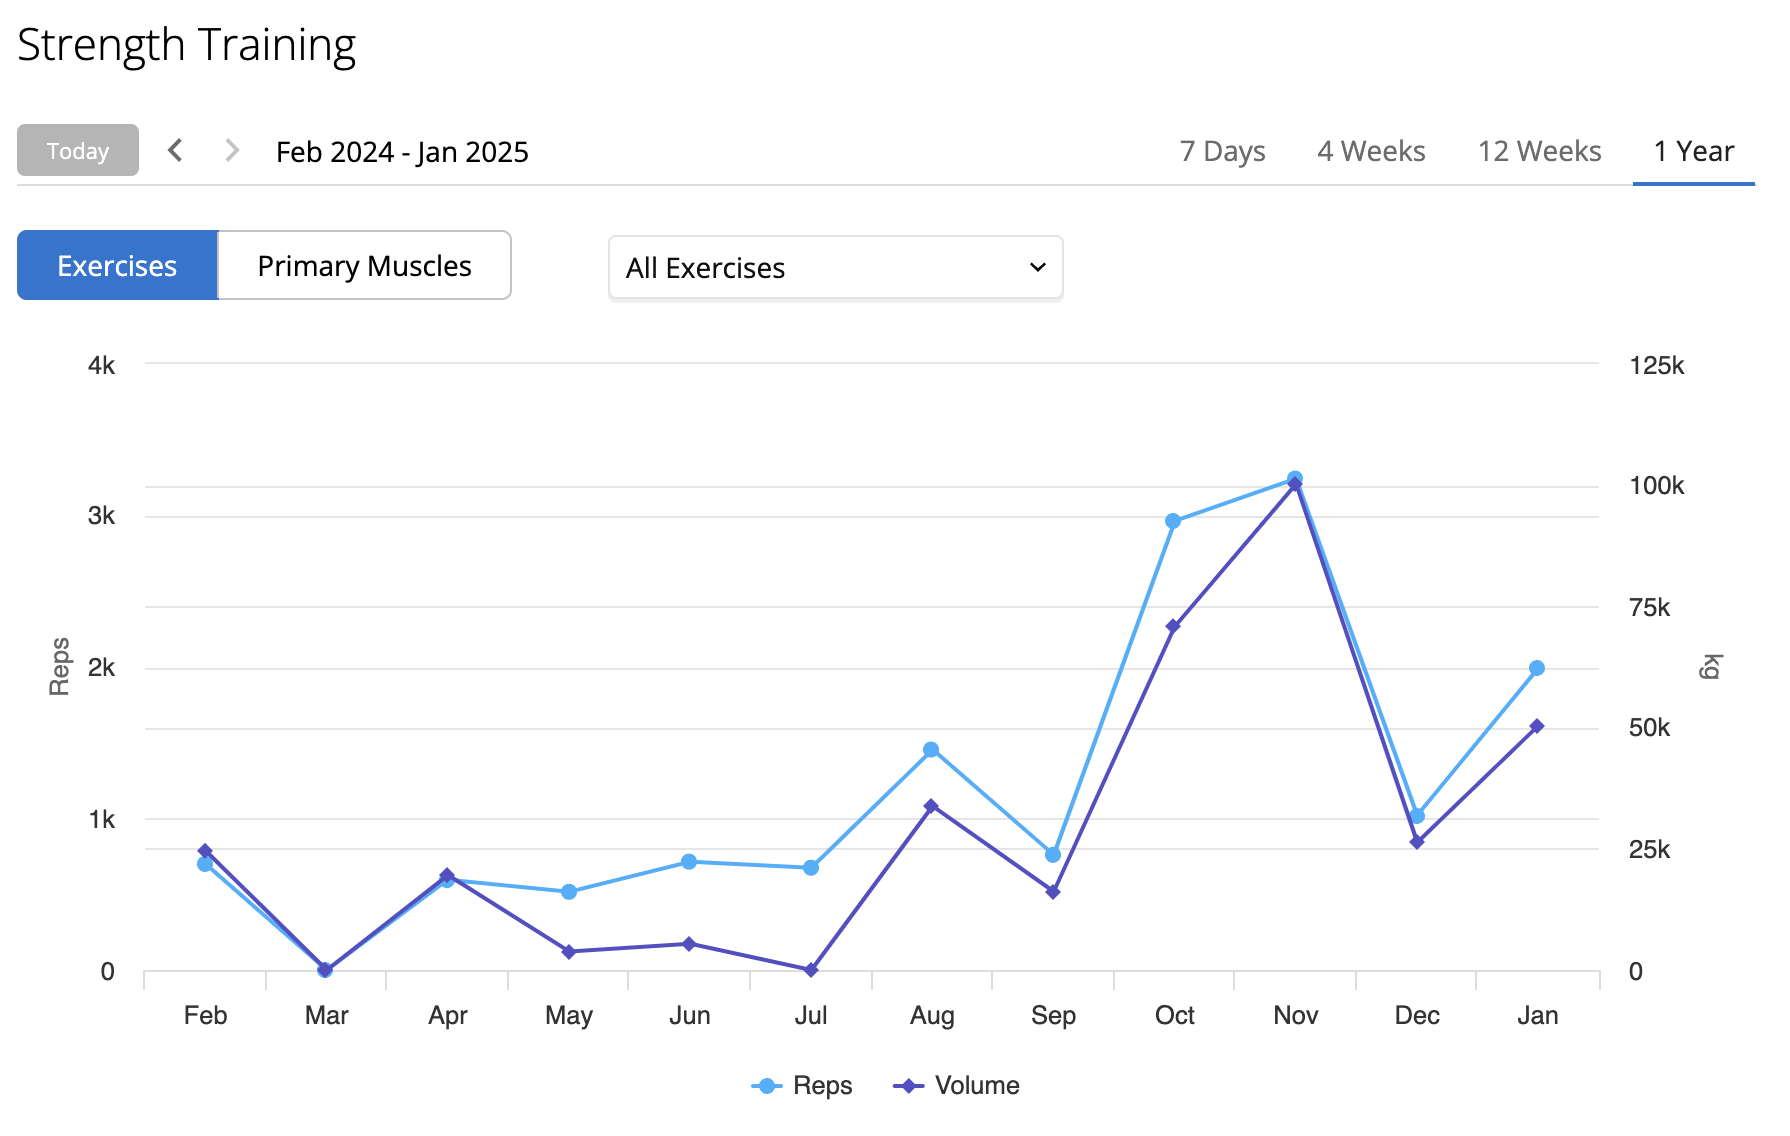 Strength Training
Today Feb 2024 - Jan 2025 7 Days 4 Weeks 12 Weeks 1 Year
Exercises Primary Muscles All Exercises
4k 125k
100k
3k
75k
Reps 2k kg
50k
1k
25k
0 0
Feb Mar Apr May Jun Jul Aug Sep Oct Nov Dec Jan
Reps Volume